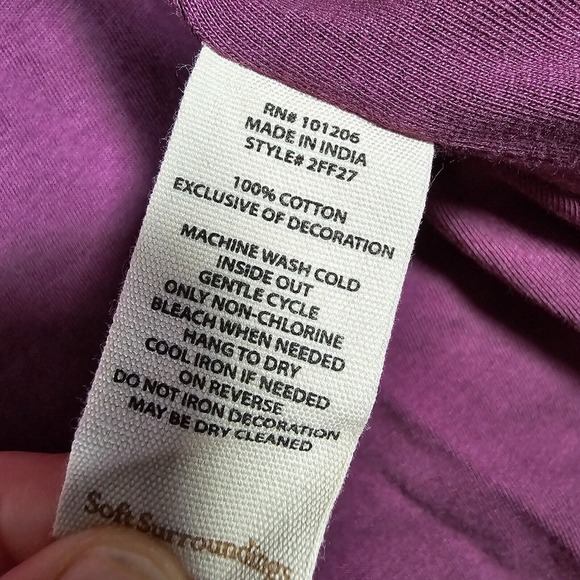 RN# 101206
MADE IN INDIA
STYLE# 2FF27
100% COTTON
EXCLUSIVE OF DECORATION
MACHINE WASH COLD
INSIDE OUT
GENTLE CYCLE
ONLY NON-CHLORINE
BLEACH WHEN NEEDED
HANG TO DRY
COOL IRON IF NEEDED
ON REVERSE
DO NOT IRON DECORATION
MAY BE DRY CLEANED
Soft Surroundings